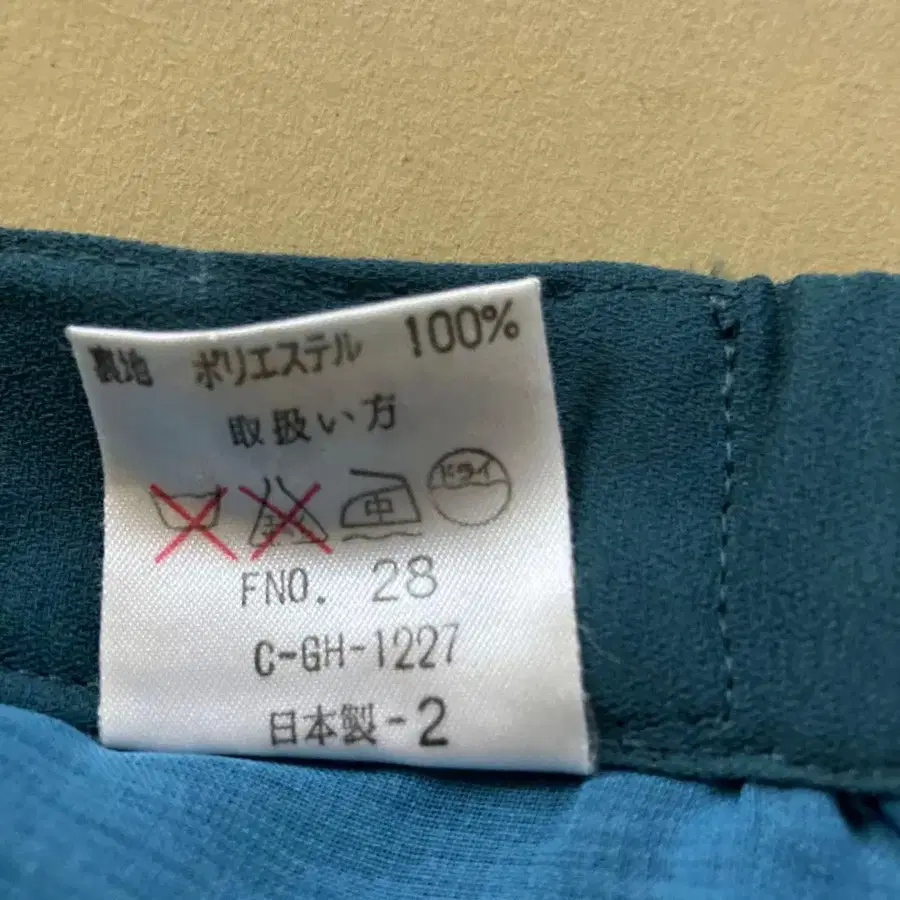 裏地 ポリエステル 100%
取扱い方
中 ドライ
FNO. 28
C-GH-1227
日本製-2